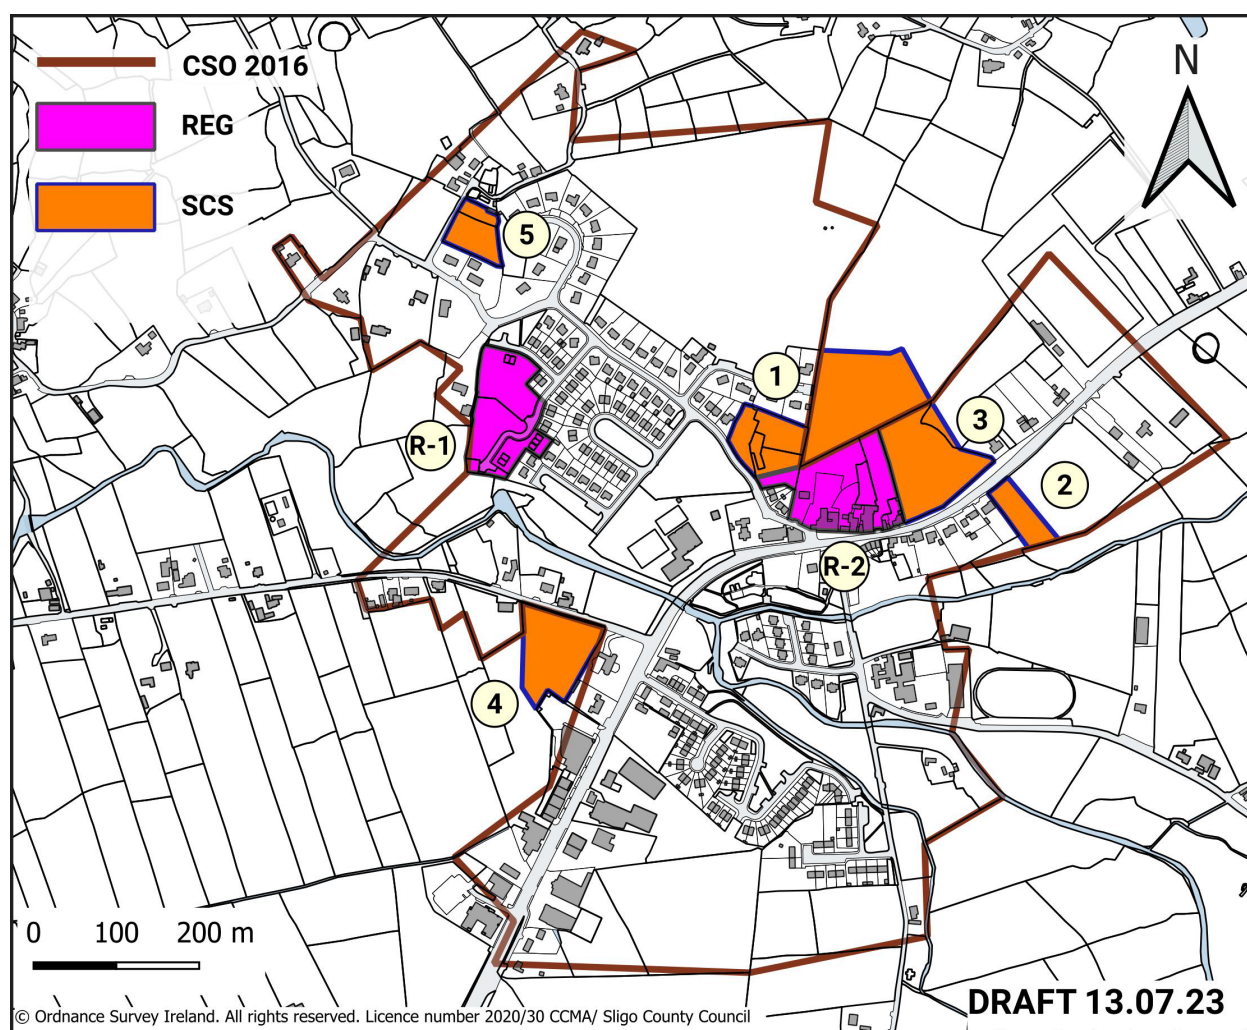 CSO 2016
REG
SCS
N
5
1
R-1
3
2
R-2
4
0 100 200 m
DRAFT 13.07.23
© Ordnance Survey Ireland. All rights reserved. Licence number 2020/30 CCMA/ Sligo County Council